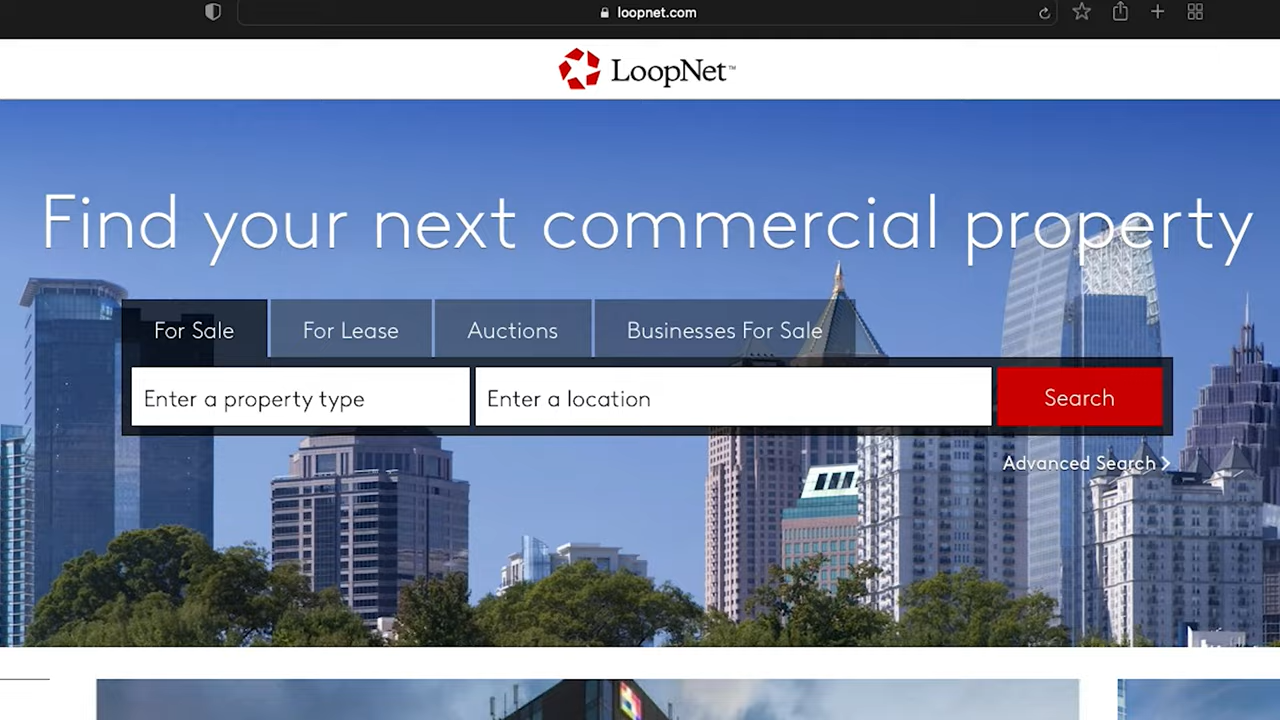 loopnet.com
LoopNet™
Find your next commercial property
For Sale
For Lease
Auctions
Businesses For Sale
Enter a property type
Enter a location
Search
Advanced Search